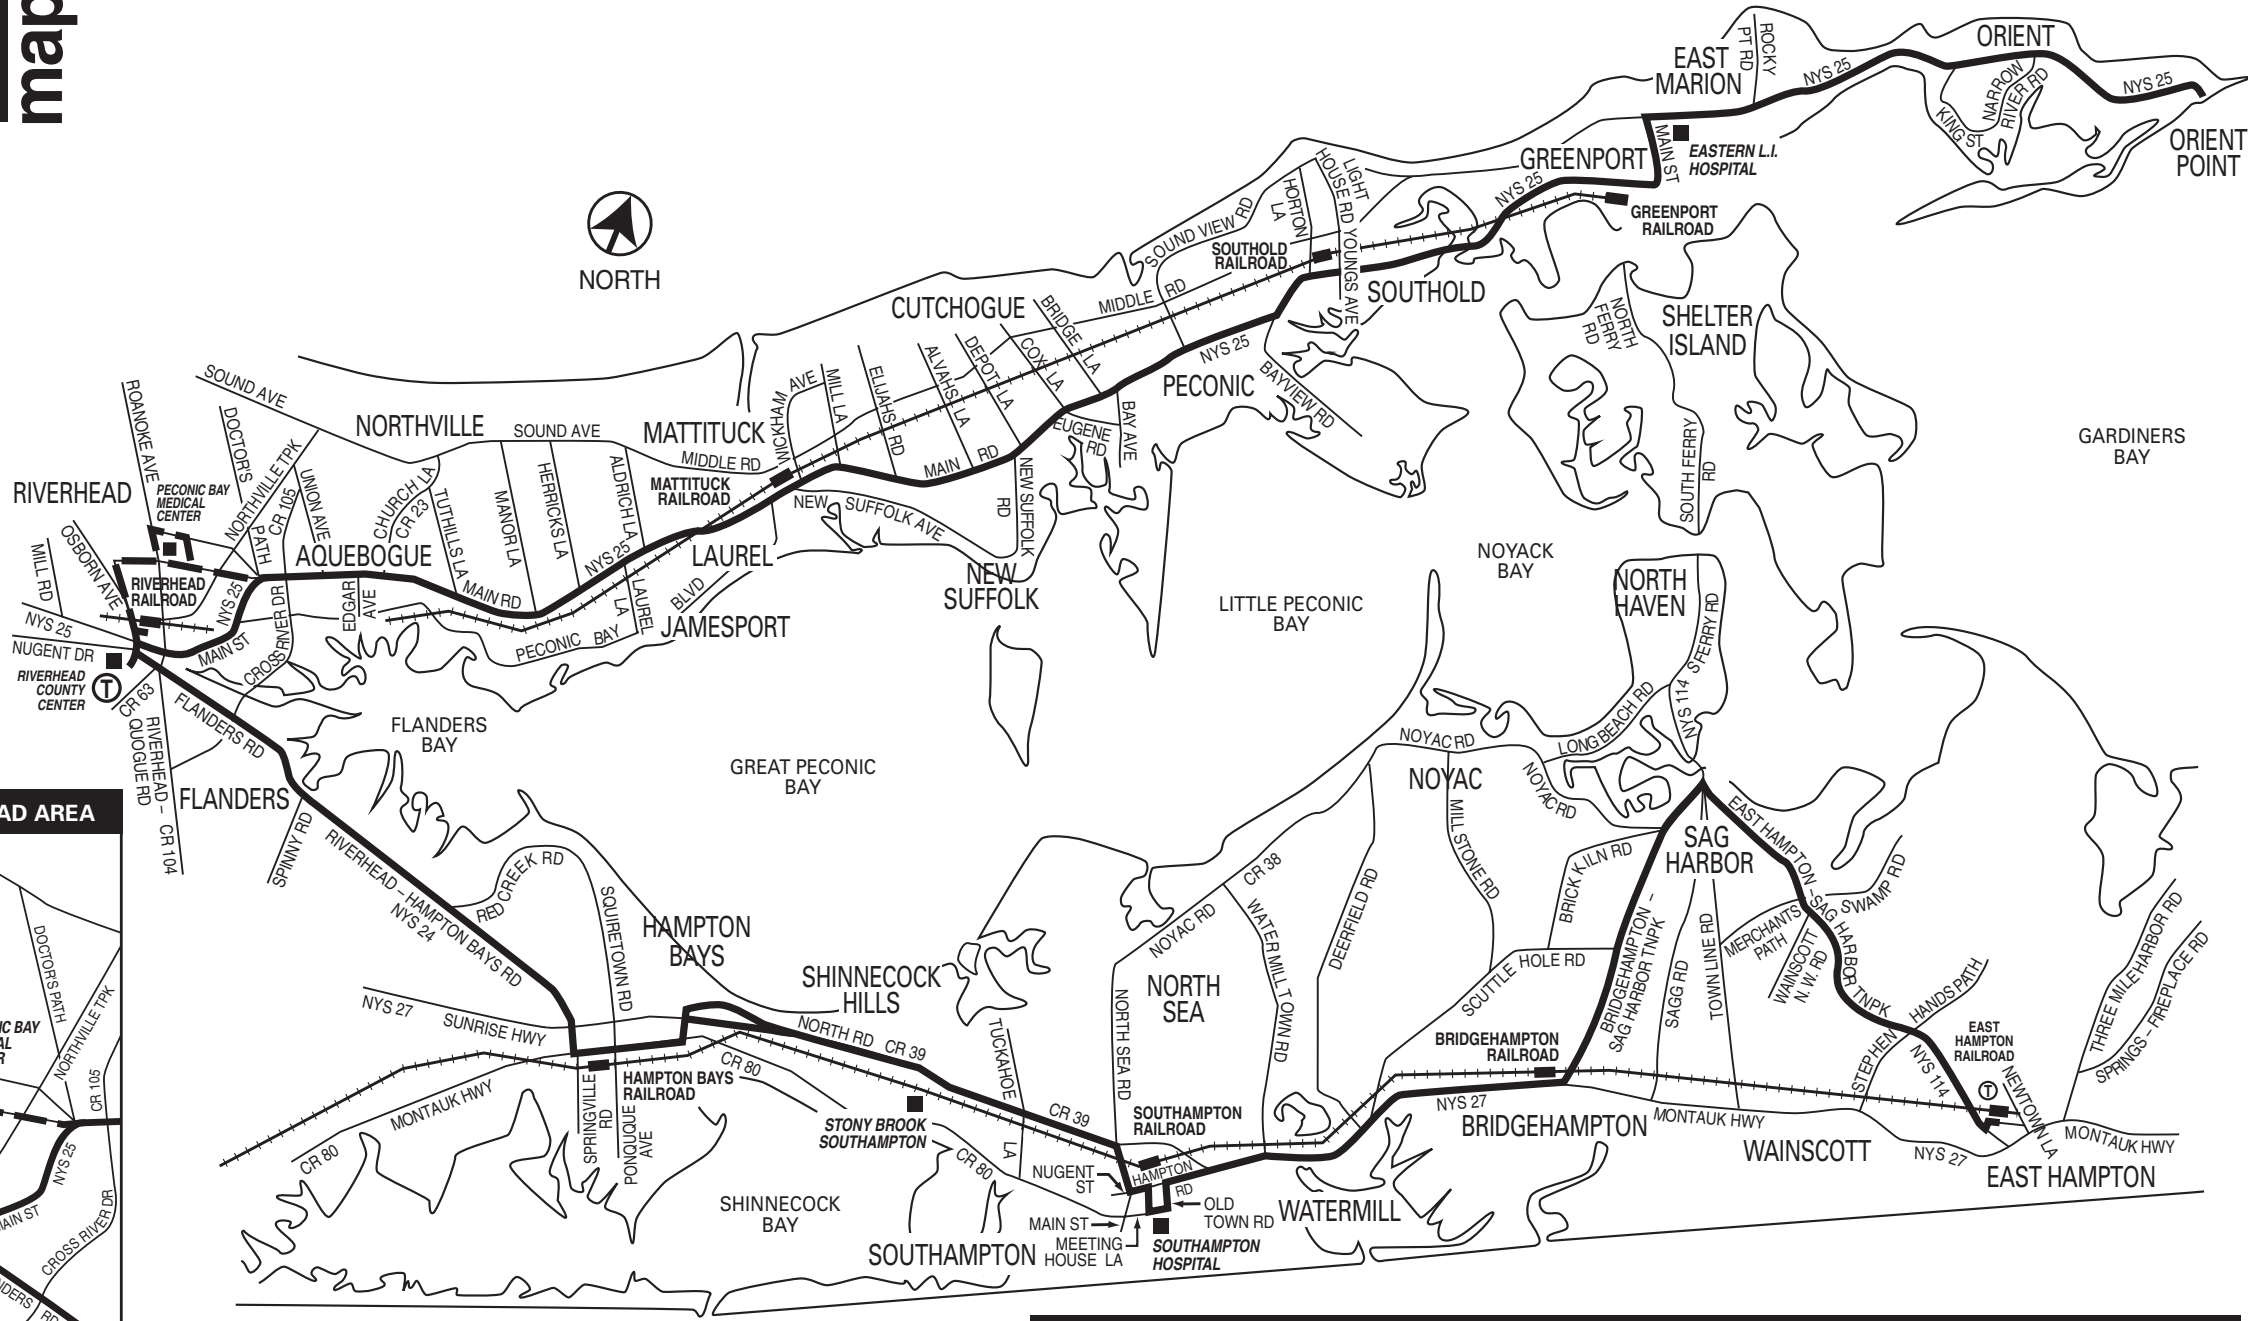 map
NORTH
RIVERHEAD
ROANOKE AVE
SOUND AVE
DOCTOR'S
PATH
NORTHVILLE TPK
CR 105
UNION AVE
PECONIC BAY
MEDICAL
CENTER
OSBORN AVE
MILL RD
RIVERHEAD
RAILROAD
NYS 25
NUGENT DR
RIVERHEAD
COUNTY
CENTER
T
CR 63
NYS 25
MAIN ST
CROSS RIVER DR
AQUEBOGUE
EDGAR
AVE
CHURCH LA
CR 23
TUTHILLS LA
MAIN RD
NORTHVILLE
SOUND AVE
MANOR LA
HERRICKS LA
ALDRICH LA
NYS 25
MATTITUCK
MIDDLE RD
MATTITUCK
RAILROAD
LAUREL
LAUREL
LA
PECONIC BAY
BLVD
JAMESPORT
WICKHAM AVE
MILL LA
ELIJAHS RD
ALVAHS LA
DEPOT LA
COX LA
BRIDGE LA
CUTCHOGUE
MIDDLE RD
MAIN RD
NEW SUFFOLK AVE
NEW SUFFOLK
RD
NEW
SUFFOLK
EUGENE
RD
BAY AVE
PECONIC
NYS 25
BAYVIEW RD
SOUND VIEW RD
HORTON
LA
LIGHT
HOUSE RD
YOUNGS AVE
SOUTHOLD
RAILROAD
SOUTHOLD
NYS 25
GREENPORT
MAIN ST
EASTERN L.I.
HOSPITAL
GREENPORT
RAILROAD
EAST
MARION
ROCKY
PT RD
NYS 25
ORIENT
KING ST
NARROW
RIVER RD
NYS 25
ORIENT
POINT
NORTH
FERRY
RD
SHELTER
ISLAND
SOUTH FERRY
RD
GARDINERS
BAY
NOYACK
BAY
LITTLE PECONIC
BAY
GREAT PECONIC
BAY
FLANDERS
BAY
FLANDERS RD
RIVERHEAD –
QUOGUE RD
CR 104
FLANDERS
SPINNY RD
RIVERHEAD – HAMPTON BAYS RD
NYS 24
RED CREEK RD
SQUIRETOWN RD
HAMPTON
BAYS
NYS 27
SUNRISE HWY
SHINNECOCK
HILLS
NORTH RD
CR 39
CR 80
HAMPTON BAYS
RAILROAD
MONTAUK HWY
CR 80
SPRINGVILLE
RD
PONQUOGUE
AVE
STONY BROOK
SOUTHAMPTON
SHINNECOCK
BAY
CR 80
TUCKAHOE
LA
CR 39
NORTH SEA RD
NORTH
SEA
NOYAC RD
CR 38
WATERMILL TOWN RD
DEERFIELD RD
SOUTHAMPTON
RAILROAD
NUGENT
ST
HAMPTON
RD
MAIN ST
MEETING
HOUSE LA
OLD
TOWN RD
SOUTHAMPTON
HOSPITAL
SOUTHAMPTON
WATERMILL
NOYAC RD
NOYAC
NOYAC RD
MILL STONE RD
NORTH
HAVEN
S FERRY RD
NYS 114
LONG BEACH RD
SAG
HARBOR
BRICK KILN RD
SCUTTLE HOLE RD
BRIDGEHAMPTON –
SAG HARBOR TNPK
SAGG RD
TOWN LINE RD
MERCHANTS
PATH
WAINSCOTT
N.W. RD
EAST HAMPTON – SAG HARBOR TNPK
SWAMP RD
STEPHEN HANDS PATH
NYS 114
BRIDGEHAMPTON
RAILROAD
NYS 27
BRIDGEHAMPTON
MONTAUK HWY
WAINSCOTT
NYS 27
EAST
HAMPTON
RAILROAD
T
NEWTOWN LA
THREE MILE HARBOR RD
SPRINGS – FIREPLACE RD
MONTAUK HWY
EAST HAMPTON
AD AREA
DOCTOR'S PATH
NORTHVILLE TPK
IC BAY
AL
R
CR 105
NYS 25
AIN ST
CROSS RIVER DR
NDERS RD